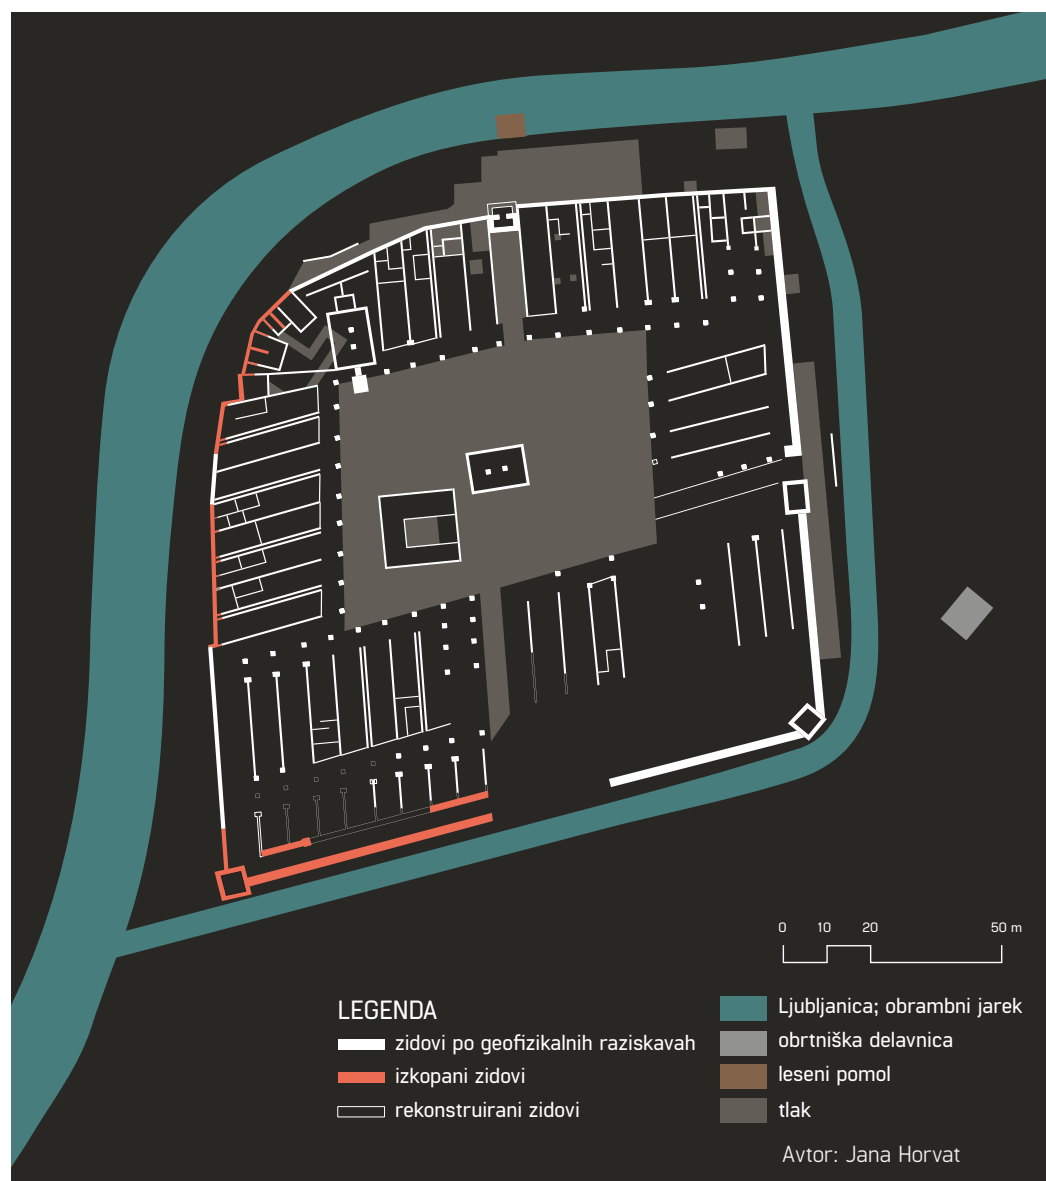 0 10 20 50 m
LEGENDA
zidovi po geofizikalnih raziskavah
izkopani zidovi
rekonstruirani zidovi
Ljubljanica; obrambni jarek
obrtniška delavnica
leseni pomol
tlak
Avtor: Jana Horvat